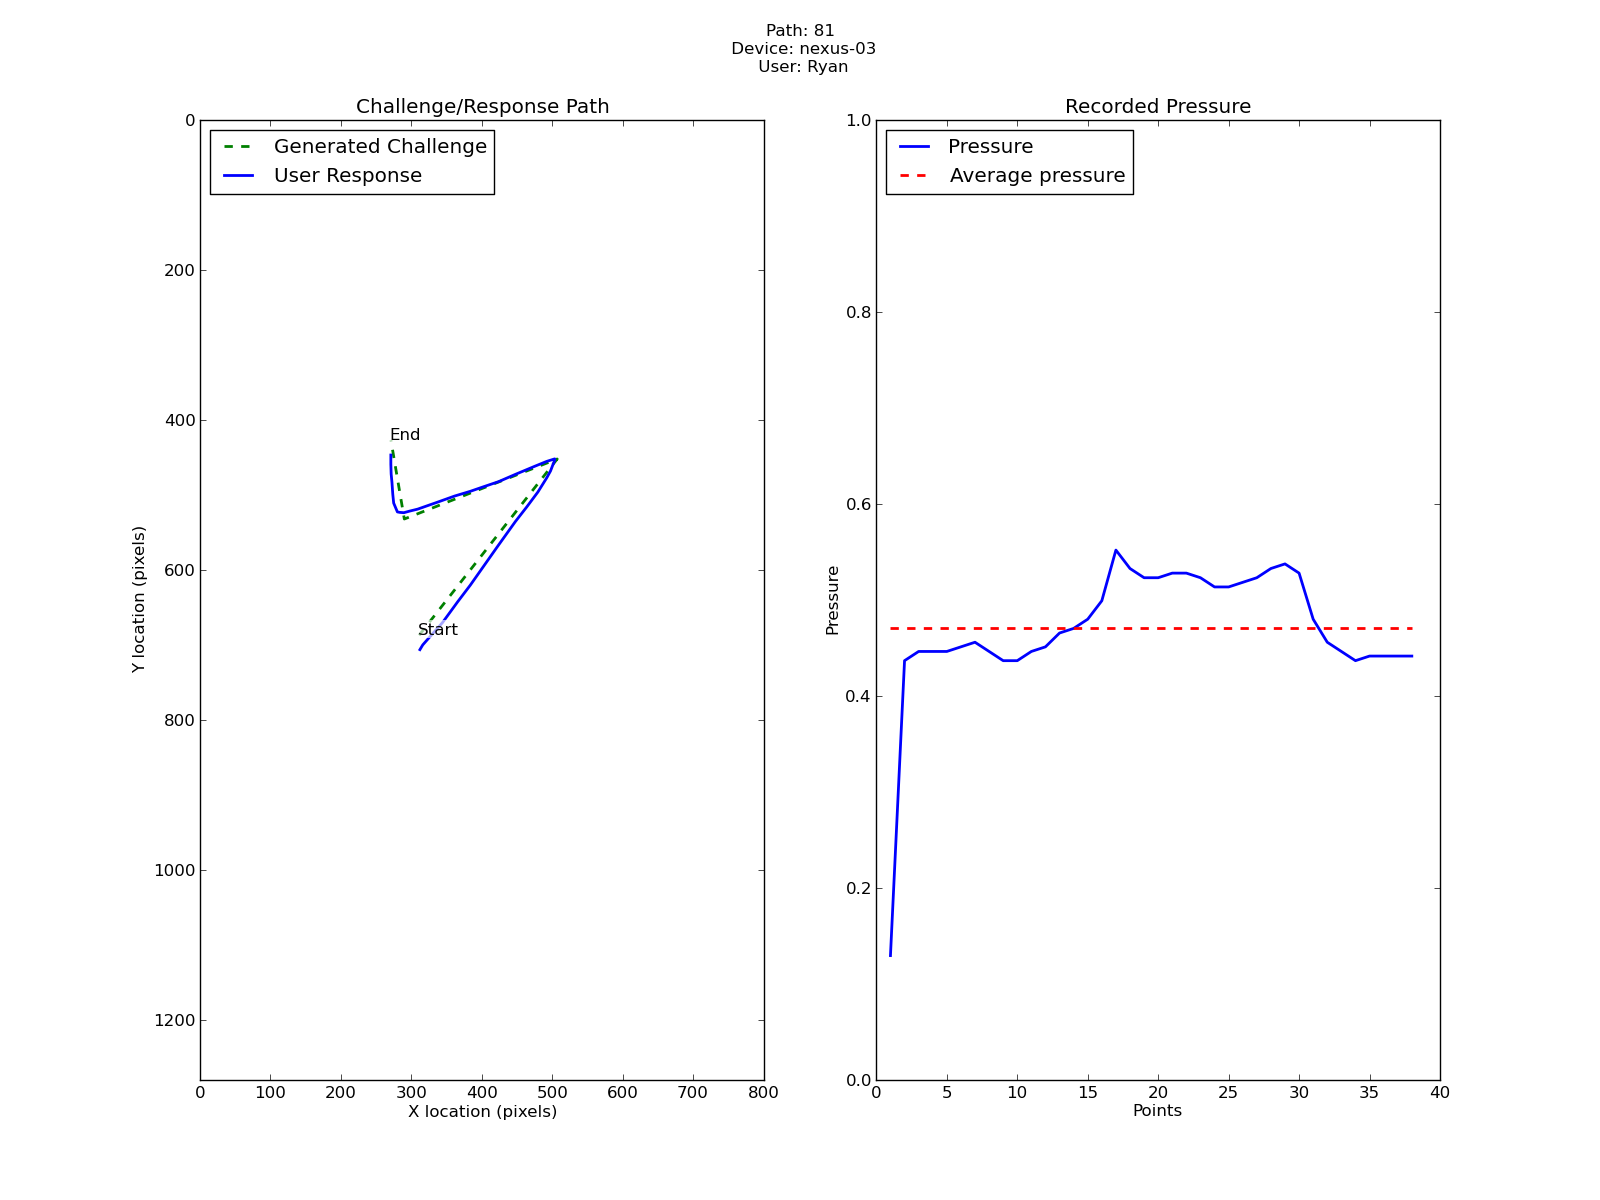 Path: 81
Device: nexus-03
User: Ryan
Challenge/Response Path
Generated Challenge
User Response
0
200
400
600
800
1000
1200
Y location (pixels)
End
Start
0 100 200 300 400 500 600 700 800
X location (pixels)
Recorded Pressure
Pressure
Average pressure
1.0
0.8
0.6
0.4
0.2
0.0
Pressure
0 5 10 15 20 25 30 35 40
Points